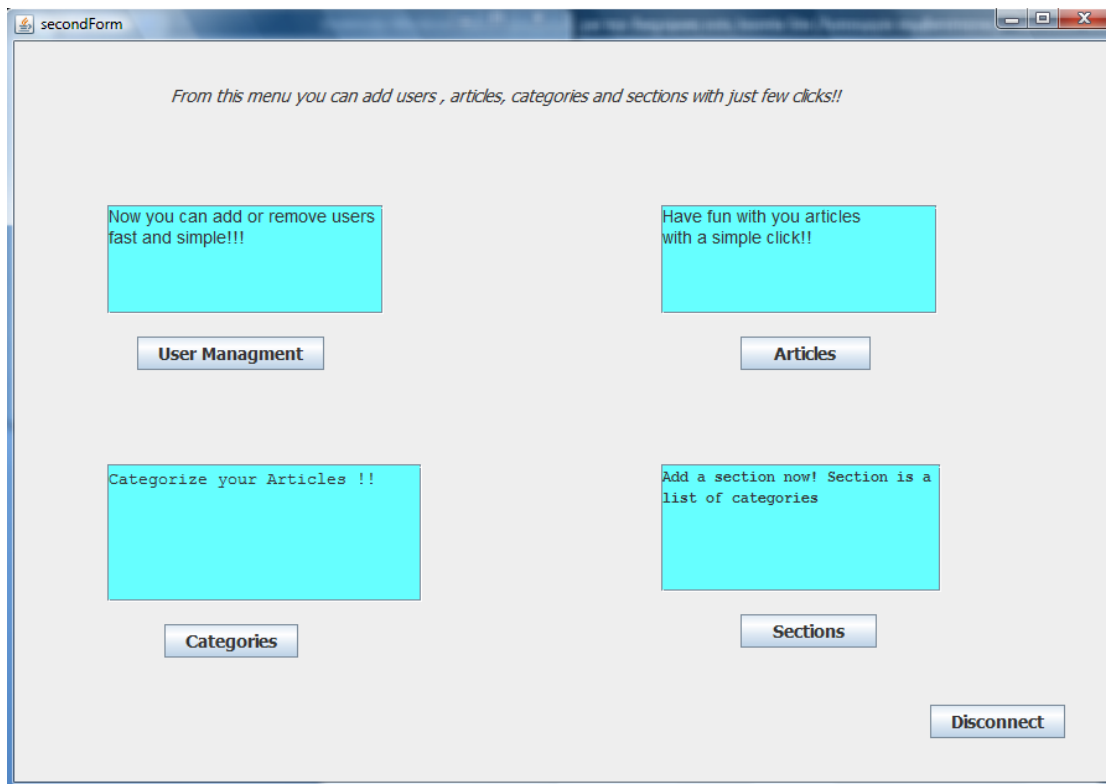 secondForm
From this menu you can add users , articles, categories and sections with just few clicks!!
Now you can add or remove users
fast and simple!!!
Have fun with you articles
with a simple click!!
User Managment
Articles
Categorize your Articles !!
Add a section now! Section is a
list of categories
Categories
Sections
Disconnect